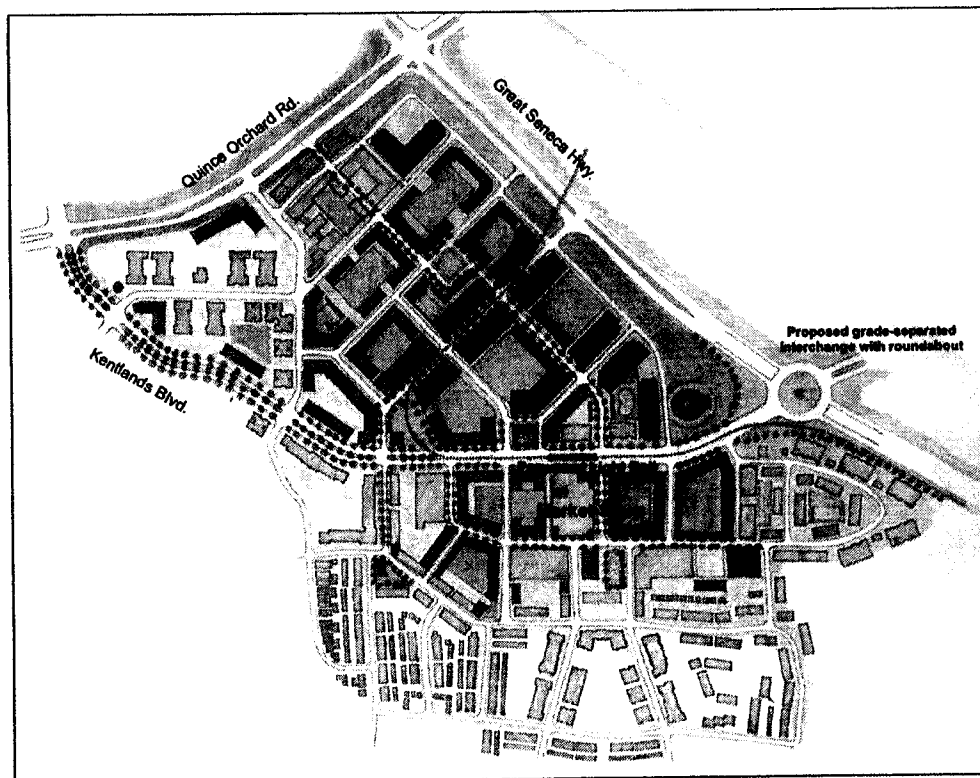 Quince Orchard Rd.
Great Seneca Hwy.
Proposed grade-separated
interchange with roundabout
Kentlands Blvd.